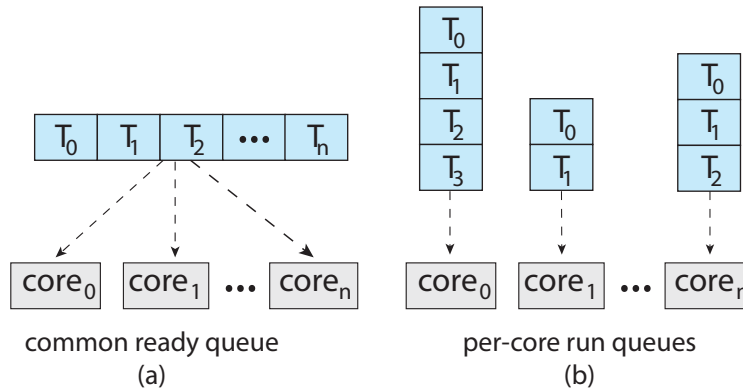 T₀ T₁ T₂ ••• Tₙ
core₀ core₁ ••• coreₙ
common ready queue
(a)
T₀
T₁
T₂
T₃
T₀
T₁
T₀
T₁
T₂
core₀ core₁ ••• coreₙ
per-core run queues
(b)